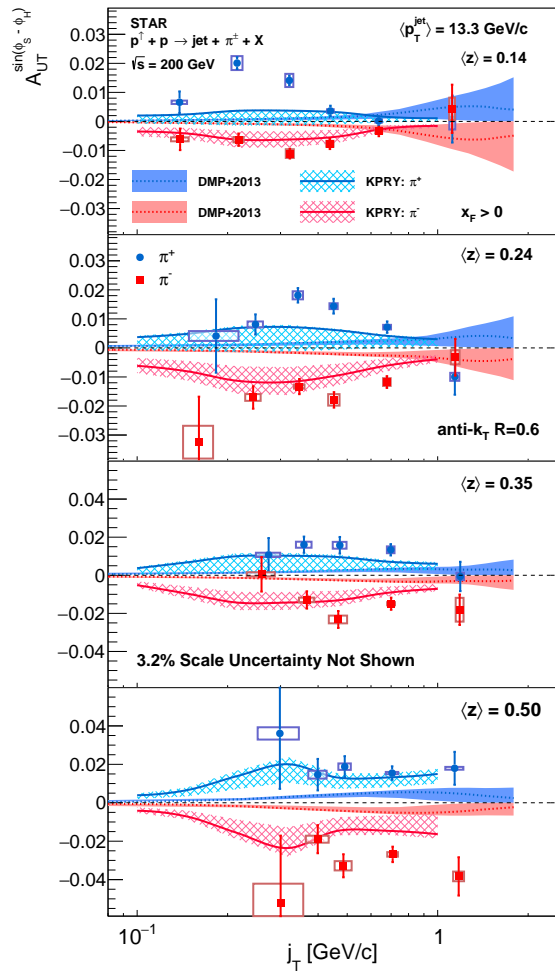 A_UT^sin(ϕ_S - ϕ_H)
STAR
p↑ + p → jet + π± + X
√s = 200 GeV
⟨p_T^jet⟩ = 13.3 GeV/c
⟨z⟩ = 0.14
0.03
0.02
0.01
0
−0.01
−0.02
−0.03
DMP+2013 KPRY: π+
DMP+2013 KPRY: π-
x_F > 0
π+
π-
⟨z⟩ = 0.24
0.03
0.02
0.01
0
−0.01
−0.02
−0.03
anti-k_T R=0.6
⟨z⟩ = 0.35
0.04
0.02
0
−0.02
−0.04
3.2% Scale Uncertainty Not Shown
⟨z⟩ = 0.50
0.04
0.02
0
−0.02
−0.04
10−1 1
j_T [GeV/c]